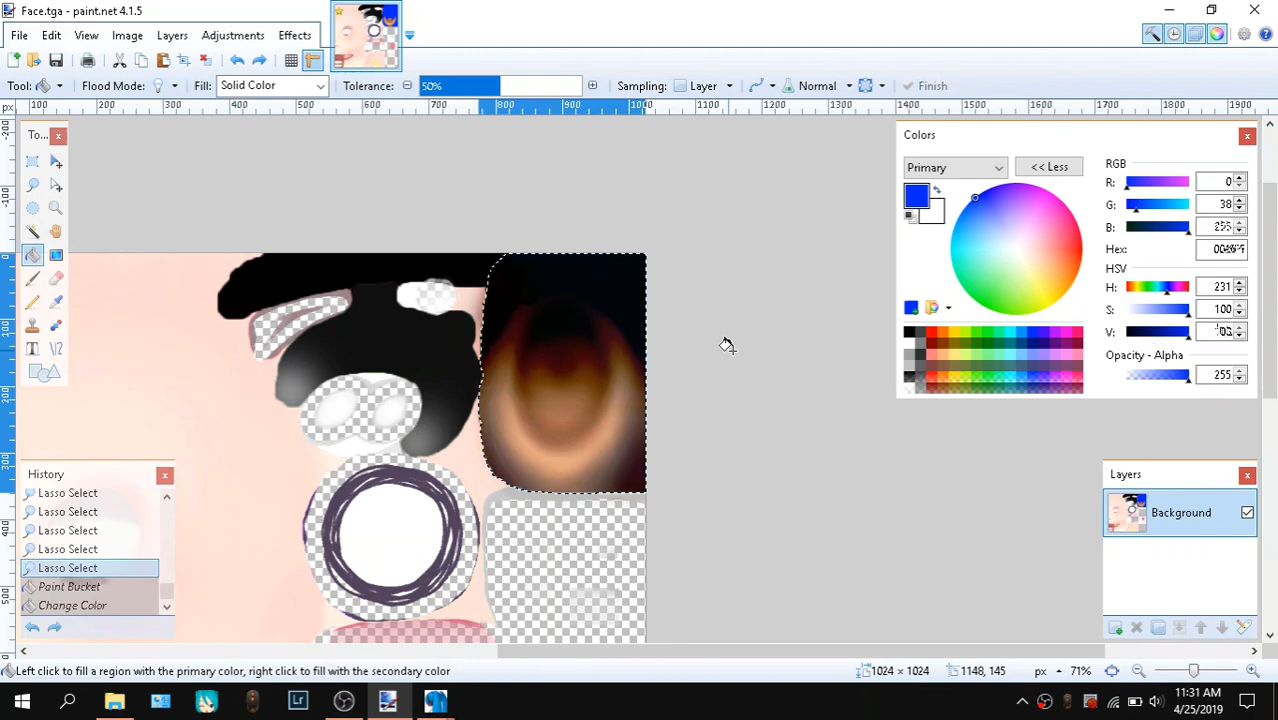 Face.tga - paint.net 4.1.5
File Edit View Image Layers Adjustments Effects
Tool: Flood Mode: Fill: Solid Color Tolerance: 50% Sampling: Layer Normal Finish
px 100 200 300 400 500 600 700 800 900 1000 1100 1200 1300 1400 1500 1600 1700 1800 1900
To...
Colors
Primary
<< Less
RGB
R: 0
G: 38
B: 255
Hex:
HSV
H: 231
S: 100
V:
Opacity - Alpha
255
History
Lasso Select
Lasso Select
Lasso Select
Lasso Select
Lasso Select
Paint Bucket
Change Color
Layers
Background
Left click to fill a region with the primary color, right click to fill with the secondary color
1024 × 1024
1148, 145
px
71%
Lr
11:31 AM
4/25/2019